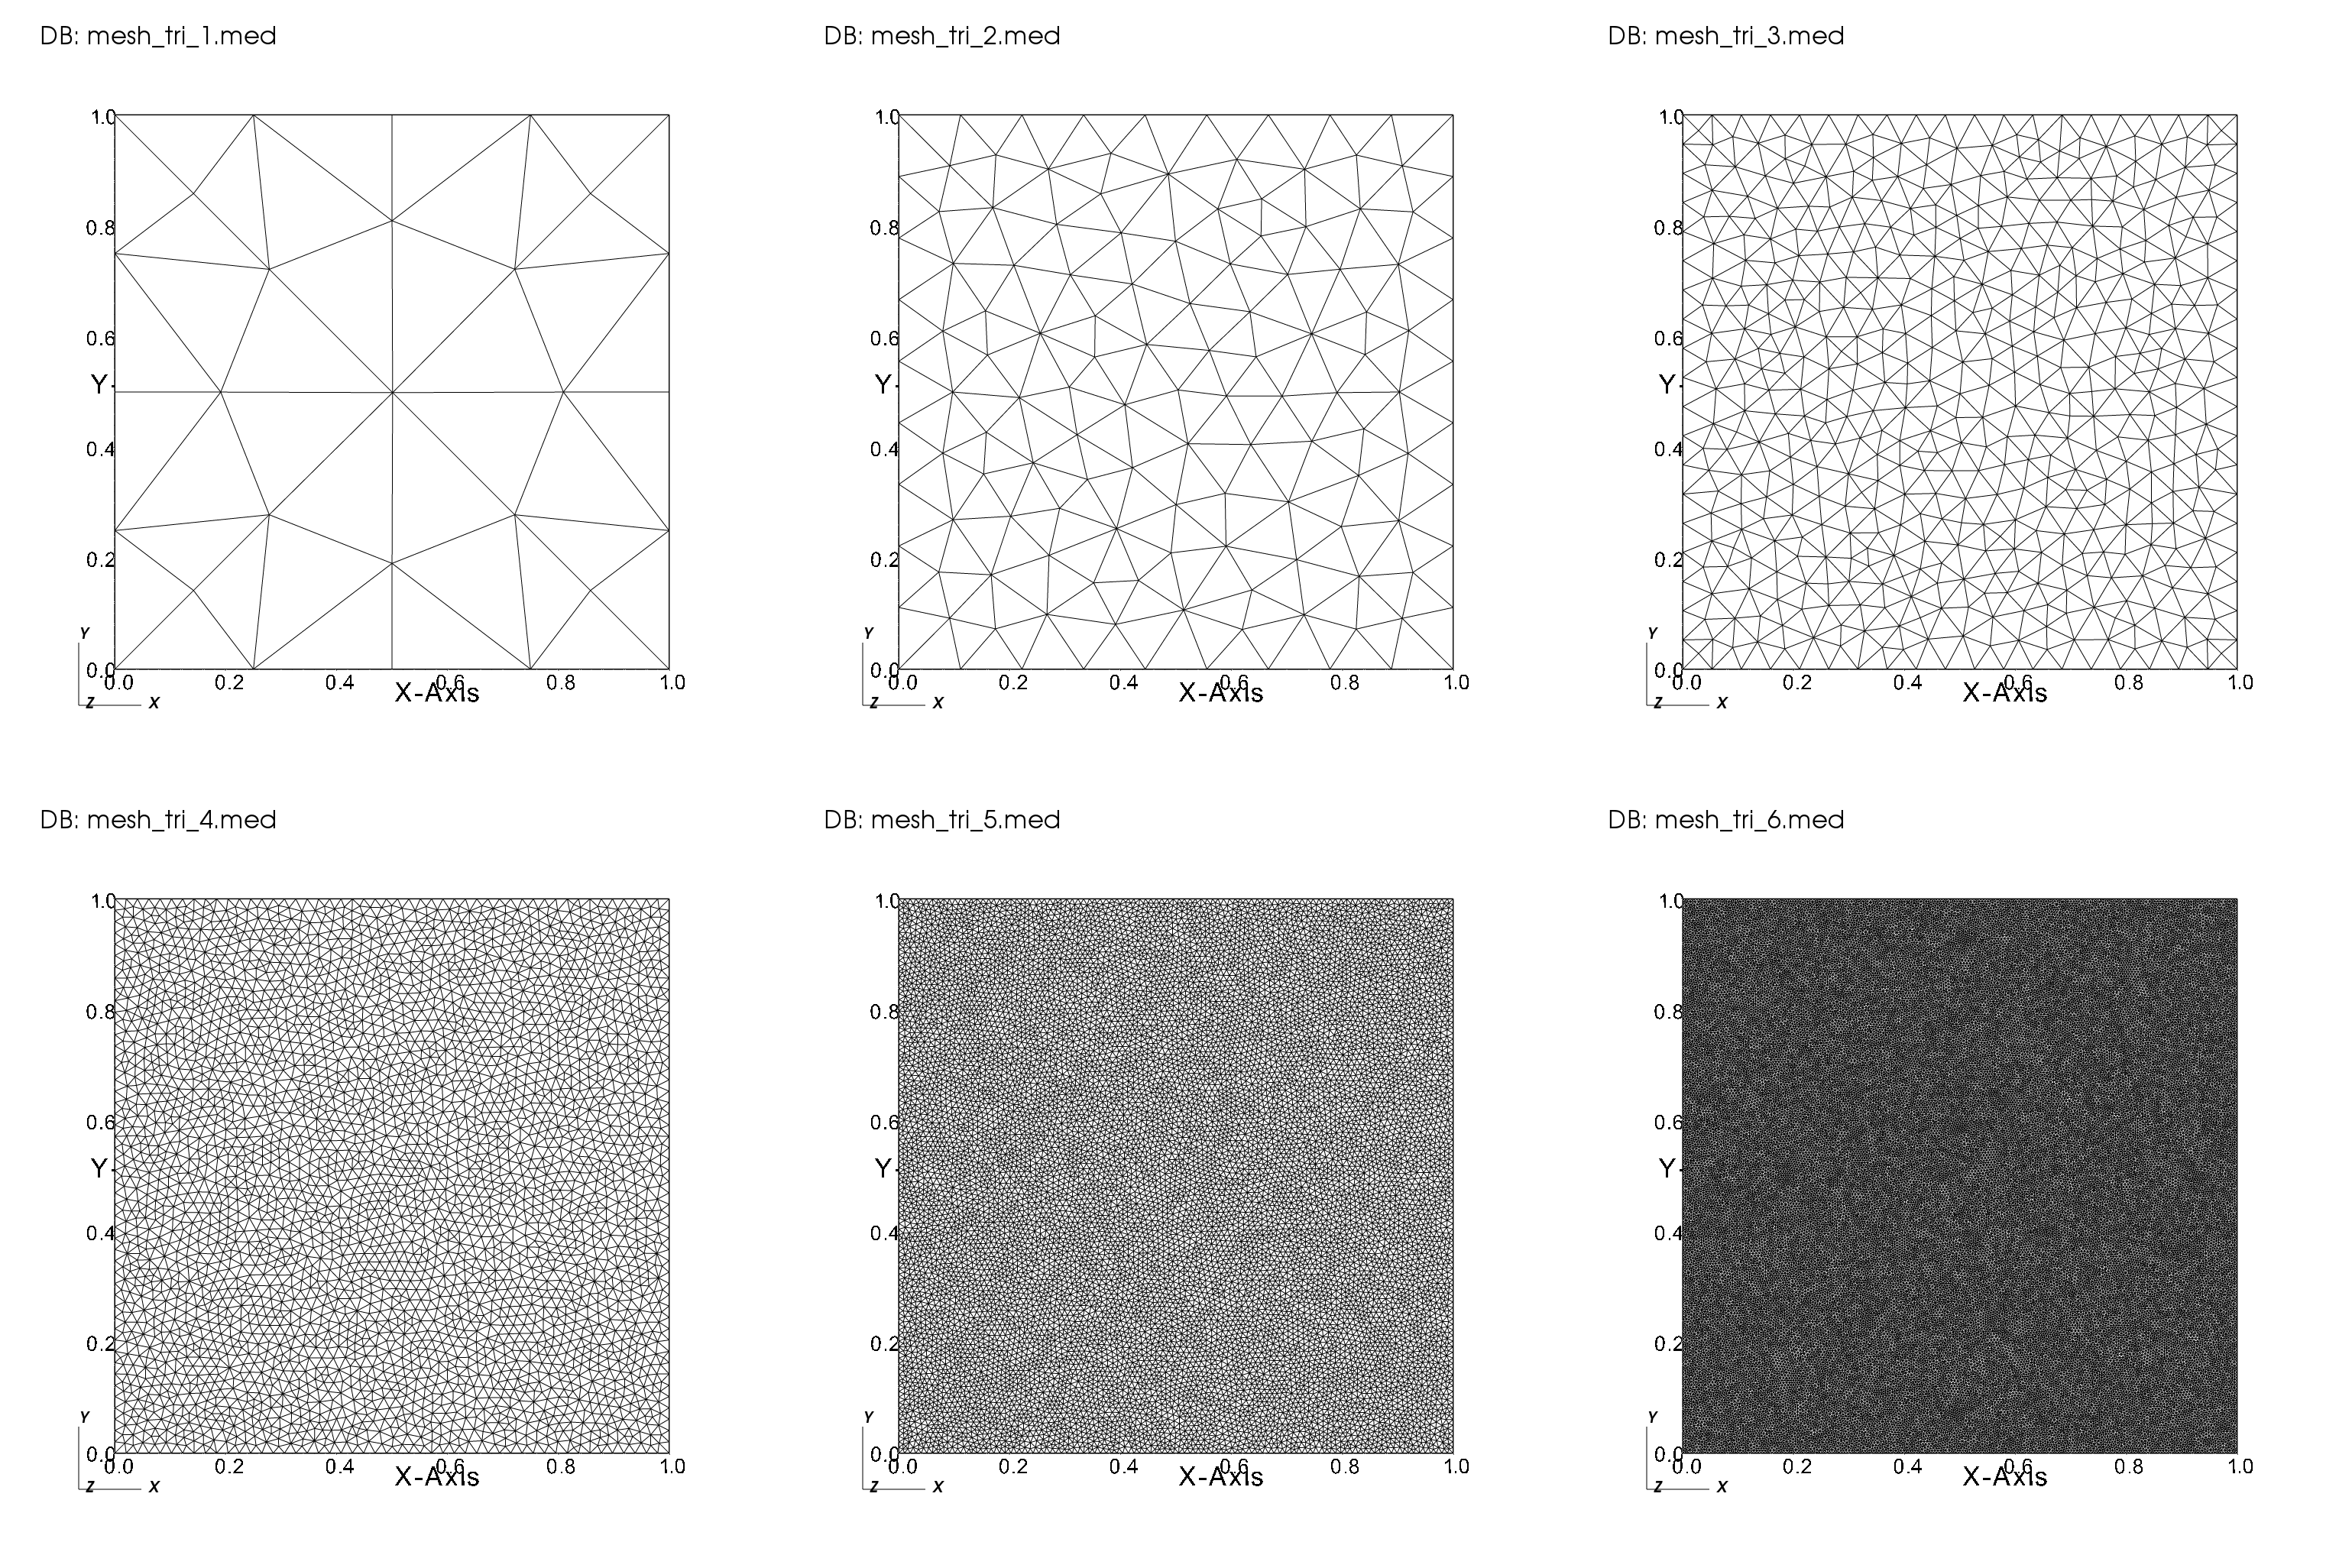 DB: mesh_tri_1.med
1.0
0.8
0.6
Y
0.4
0.2
Y
0.0
0.0 0.2 0.4 0.6 0.8 1.0
X-Axis
Z X
DB: mesh_tri_2.med
1.0
0.8
0.6
Y
0.4
0.2
Y
0.0
0.0 0.2 0.4 0.6 0.8 1.0
X-Axis
Z X
DB: mesh_tri_3.med
1.0
0.8
0.6
Y
0.4
0.2
Y
0.0
0.0 0.2 0.4 0.6 0.8 1.0
X-Axis
Z X
DB: mesh_tri_4.med
1.0
0.8
0.6
Y
0.4
0.2
Y
0.0
0.0 0.2 0.4 0.6 0.8 1.0
X-Axis
Z X
DB: mesh_tri_5.med
1.0
0.8
0.6
Y
0.4
0.2
Y
0.0
0.0 0.2 0.4 0.6 0.8 1.0
X-Axis
Z X
DB: mesh_tri_6.med
1.0
0.8
0.6
Y
0.4
0.2
Y
0.0
0.0 0.2 0.4 0.6 0.8 1.0
X-Axis
Z X